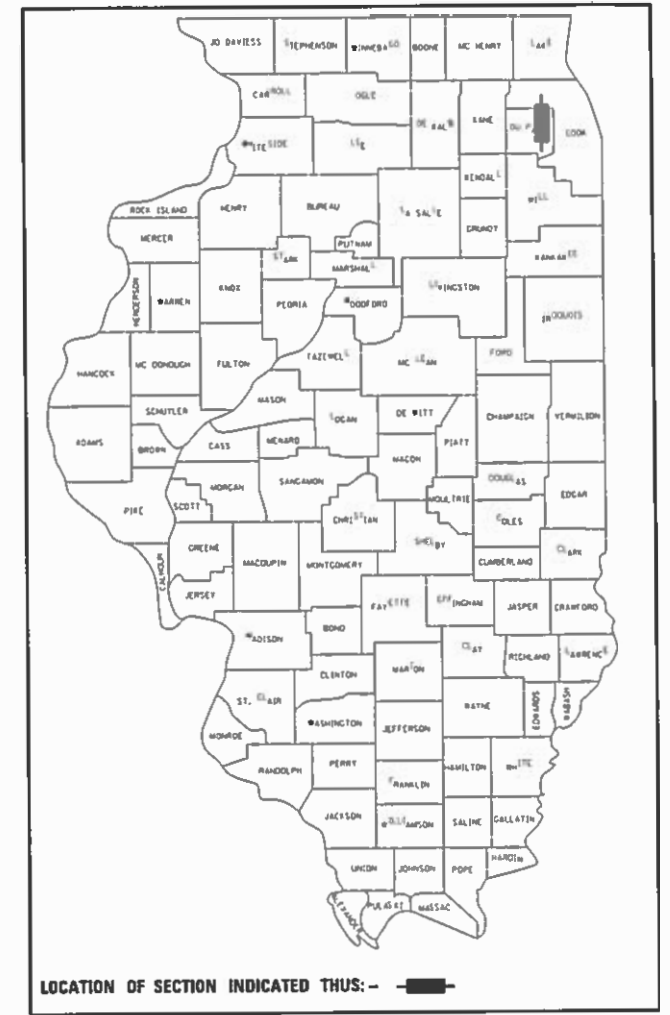 JO DAVIESS STEPHENSON WINNEBAGO BOONE MC HENRY LAKE
CARROLL OGLE DE KALB KANE DU PA COOK
WHITESIDE LEE KENDALL WILL
ROCK ISLAND HENRY BUREAU LA SALLE GRUNDY
MERCER STARK PUTNAM MARSHALL KANKAKEE
HENDERSON WARREN KNOX PEORIA WOODFORD LIVINGSTON IROQUOIS
HANCOCK MC DONOUGH FULTON TAZEWELL MC LEAN FORD
SCHUYLER MASON LOGAN DE WITT CHAMPAIGN VERMILION
ADAMS BROWN CASS MENARD MACON PIATT
PIKE SCOTT MORGAN SANGAMON MOULTRIE DOUGLAS EDGAR
CHRISTIAN SHELBY COLES
CALHOUN GREENE MACOUPIN MONTGOMERY CUMBERLAND CLARK
JERSEY FAYETTE EFFINGHAM JASPER CRAWFORD
MADISON BOND CLAY RICHLAND LAWRENCE
CLINTON MARION
ST. CLAIR WASHINGTON JEFFERSON WAYNE EDWARDS WABASH
MONROE
RANDOLPH PERRY FRANKLIN HAMILTON WHITE
JACKSON WILLIAMSON SALINE GALLATIN
UNION JOHNSON POPE HARDIN
ALEXANDER PULASKI MASSAC
LOCATION OF SECTION INDICATED THUS:-